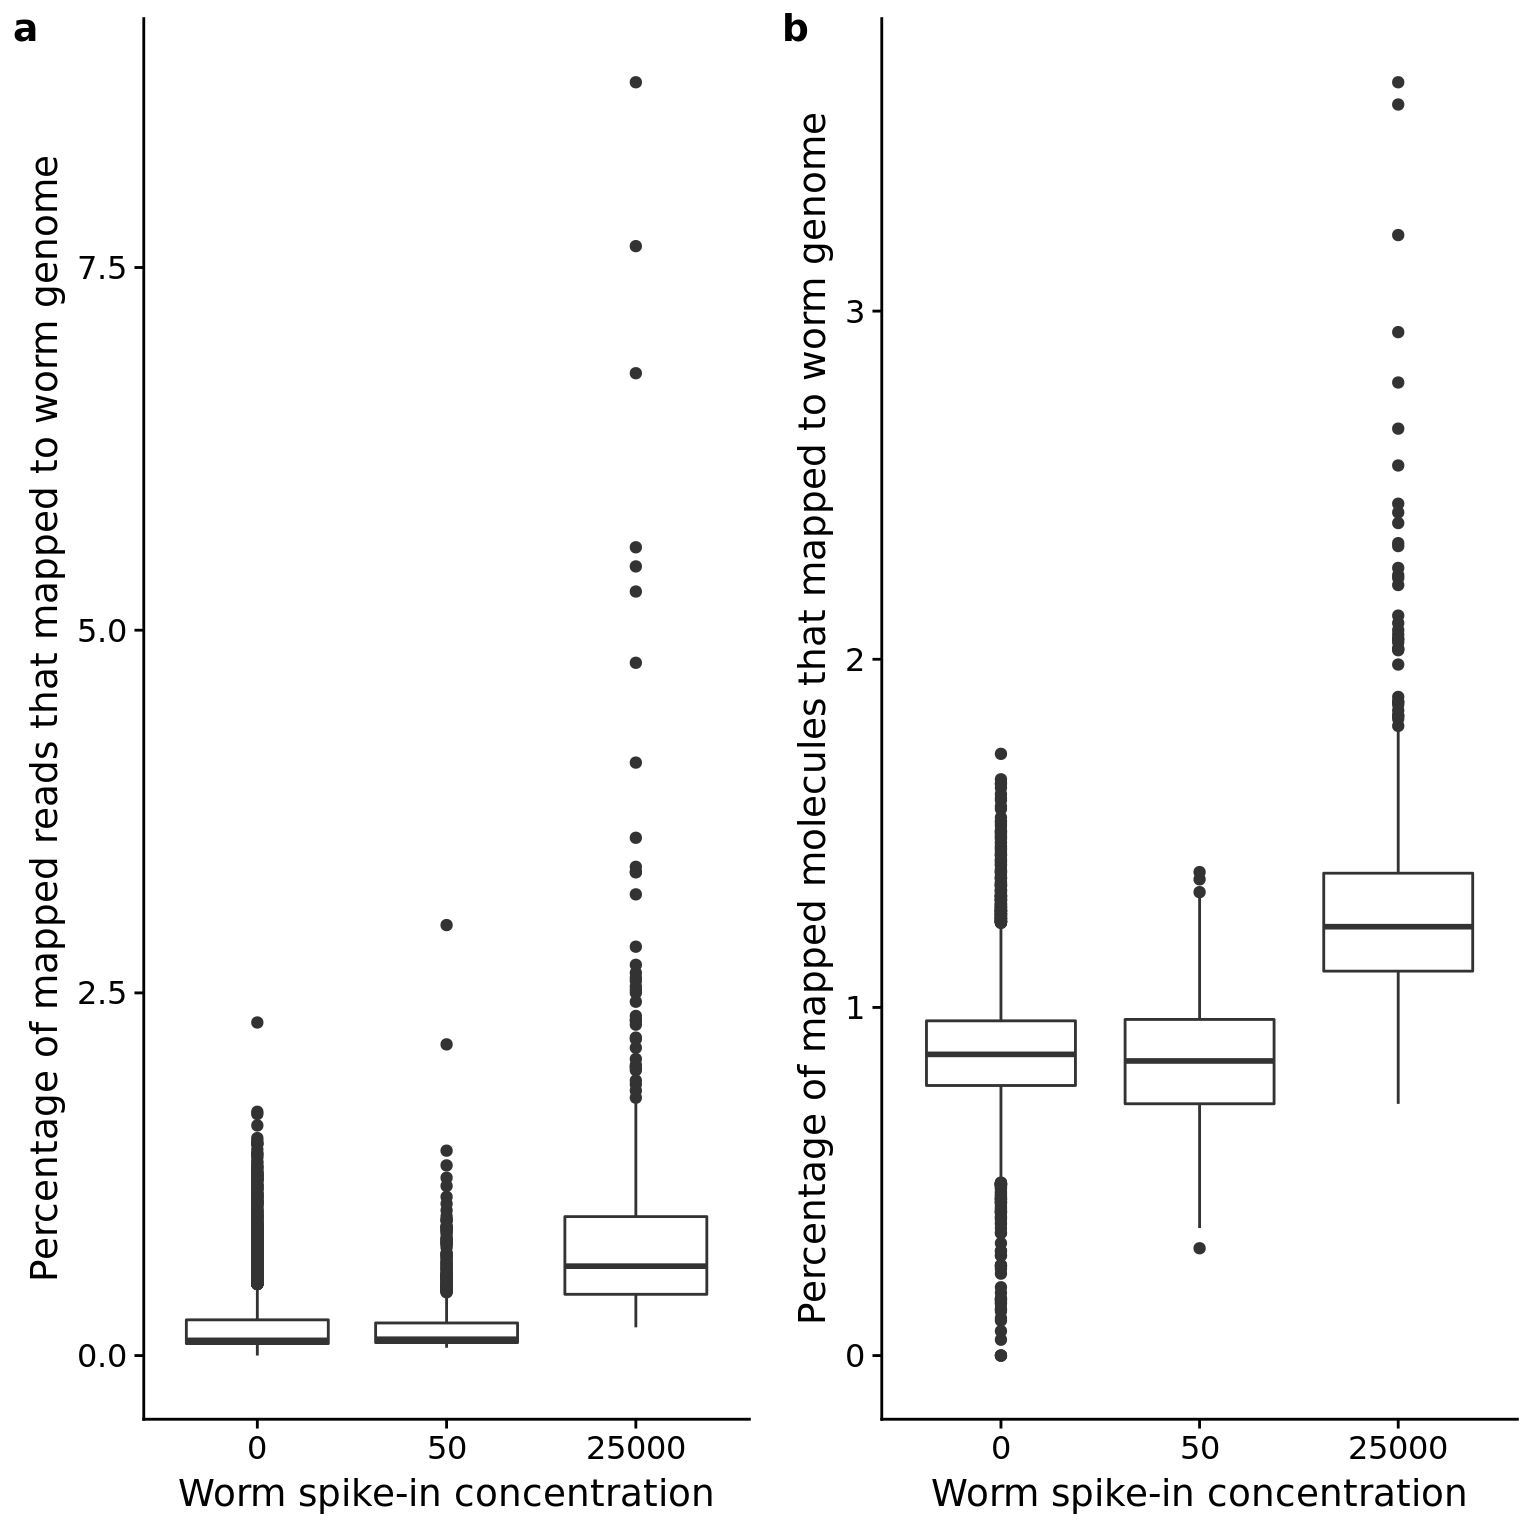 a
Percentage of mapped reads that mapped to worm genome
7.5
5.0
2.5
0.0
0 50 25000
Worm spike-in concentration
b
Percentage of mapped molecules that mapped to worm genome
3
2
1
0
0 50 25000
Worm spike-in concentration